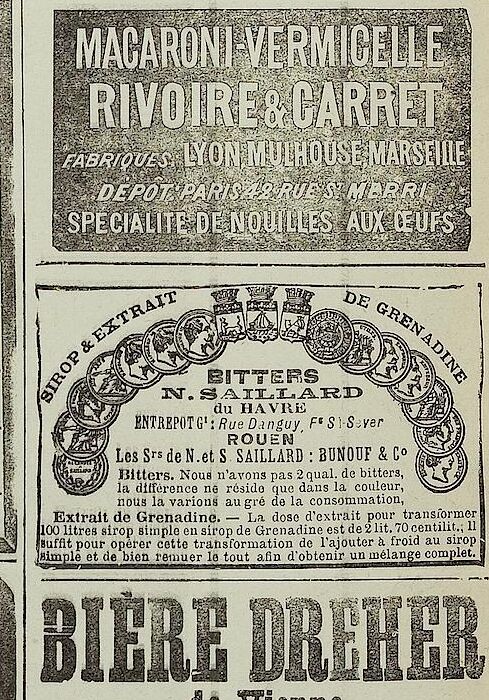 MACARONI-VERMICELLE
RIVOIRE & CARRET
FABRIQUES: LYON MULHOUSE MARSEILLE
DEPOT: PARIS 48 RUE ST MERRI
SPECIALITE DE NOUILLES AUX ŒUFS
SIROP & EXTRAIT DE GRENADINE
BITTERS
N. SAILLARD
du HAVRE
ENTREPOT Gl: Rue Danguy, Fg St Sever
ROUEN
Les Srs de N. et S SAILLARD : BUNOUF & Co
Bitters. Nous n'avons pas 2 qual. de bitters,
la différence ne réside que dans la couleur,
nous la varions au gré de la consommation,
Extrait de Grenadine. — La dose d'extrait pour transformer
100 litres sirop simple en sirop de Grenadine est de 2 lit. 70 centilit.; Il
suffit pour opérer cette transformation de l'ajouter à froid au sirop
simple et de bien remuer le tout afin d'obtenir un mélange complet.
BIÈRE DREHER
de Vienne